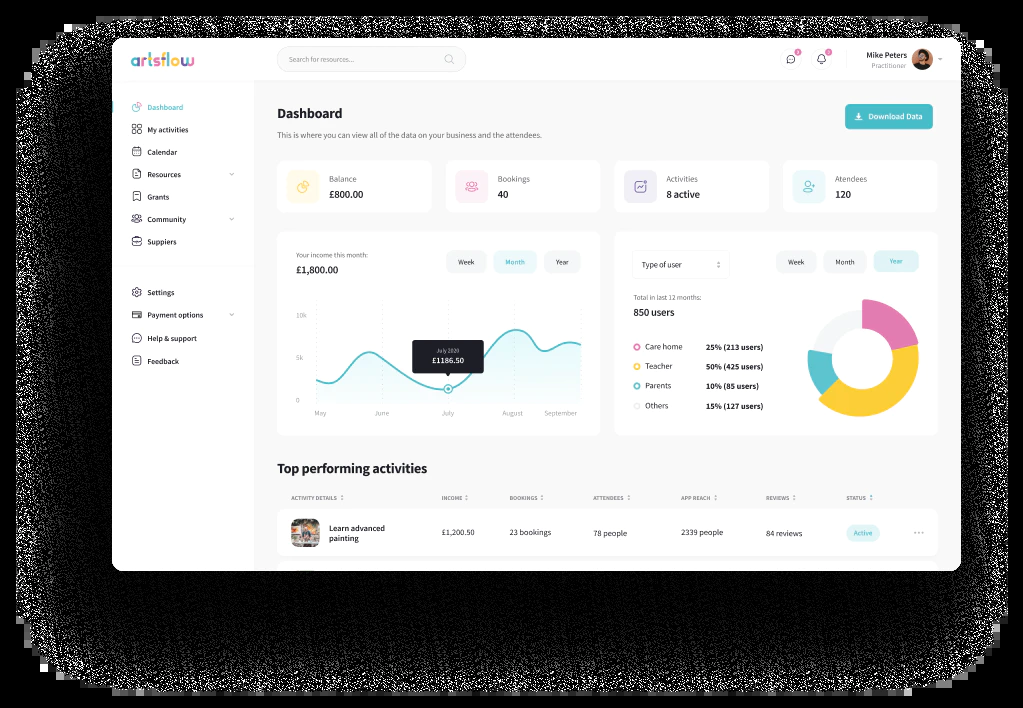 artsflow
Search for resources...
Mike Peters
Practitioner
Dashboard
My activities
Calendar
Resources
Grants
Community
Suppiers
Settings
Payment options
Help & support
Feedback
Dashboard
This is where you can view all of the data on your business and the attendees.
Download Data
Balance
£800.00
Bookings
40
Activities
8 active
Atendees
120
Your income this month:
£1,800.00
Week Month Year
10k
5k
0
July 2020
£1186.50
May June July August September
Type of user
Week Month Year
Total in last 12 months:
850 users
Care home 25% (213 users)
Teacher 50% (425 users)
Parents 10% (85 users)
Others 15% (127 users)
Top performing activities
ACTIVITY DETAILS INCOME BOOKINGS ATTENDEES APP REACH REVIEWS STATUS
Learn advanced
painting
£1,200.50 23 bookings 78 people 2339 people 84 reviews Active